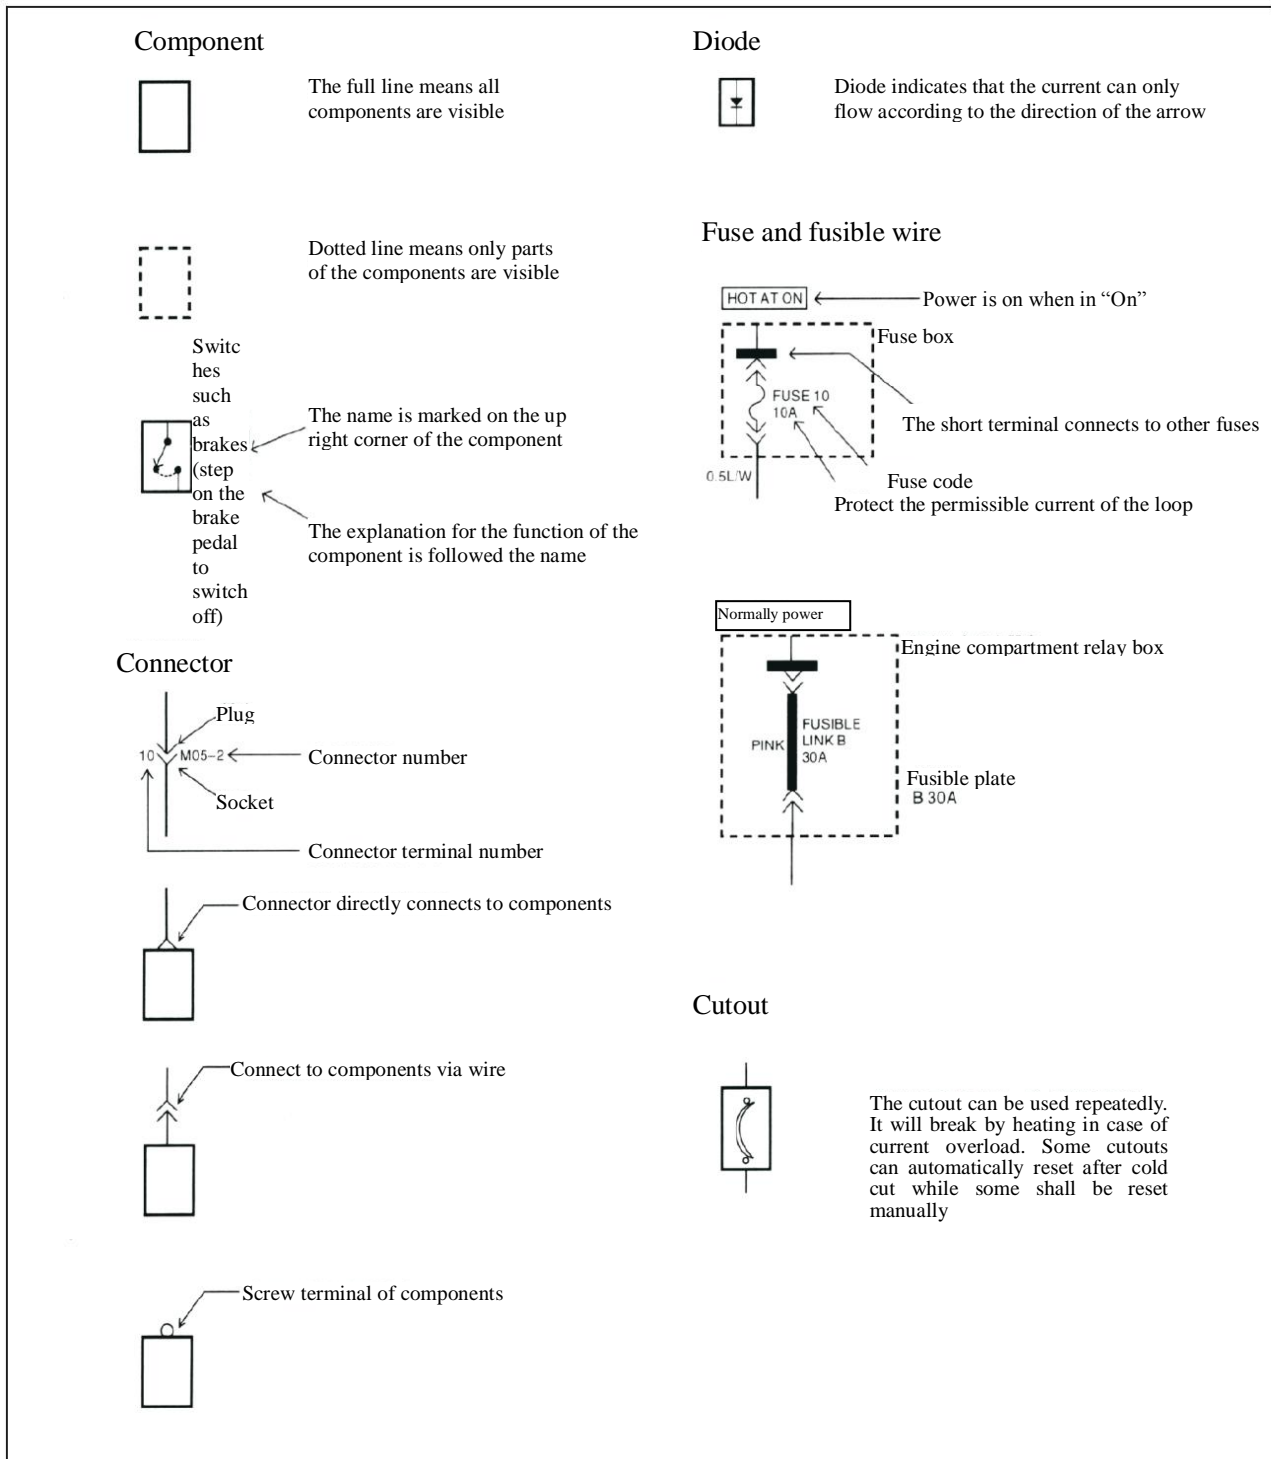 Component
The full line means all
components are visible
Dotted line means only parts
of the components are visible
Switc
hes
such
as
brakes
(step
on the
brake
pedal
to
switch
off)
The name is marked on the up
right corner of the component
The explanation for the function of the
component is followed the name
Connector
Plug
10 M05-2
Connector number
Socket
Connector terminal number
Connector directly connects to components
Connect to components via wire
Screw terminal of components
Diode
Diode indicates that the current can only
flow according to the direction of the arrow
Fuse and fusible wire
HOT AT ON
Power is on when in “On”
Fuse box
FUSE 10
10A
The short terminal connects to other fuses
0.5L/W
Fuse code
Protect the permissible current of the loop
Normally power
Engine compartment relay box
PINK
FUSIBLE
LINK B
30A
Fusible plate
B 30A
Cutout
The cutout can be used repeatedly.
It will break by heating in case of
current overload. Some cutouts
can automatically reset after cold
cut while some shall be reset
manually